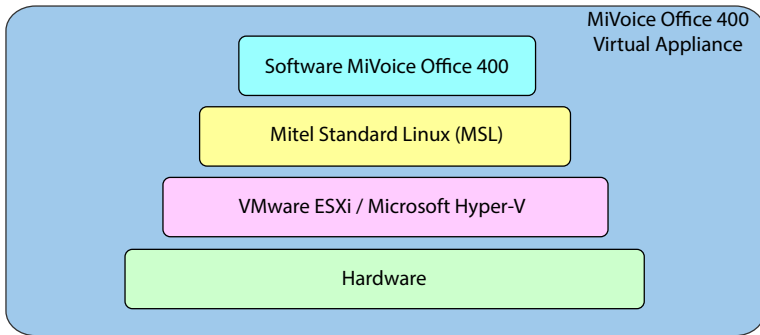 MiVoice Office 400
Virtual Appliance
Software MiVoice Office 400
Mitel Standard Linux (MSL)
VMware ESXi / Microsoft Hyper-V
Hardware